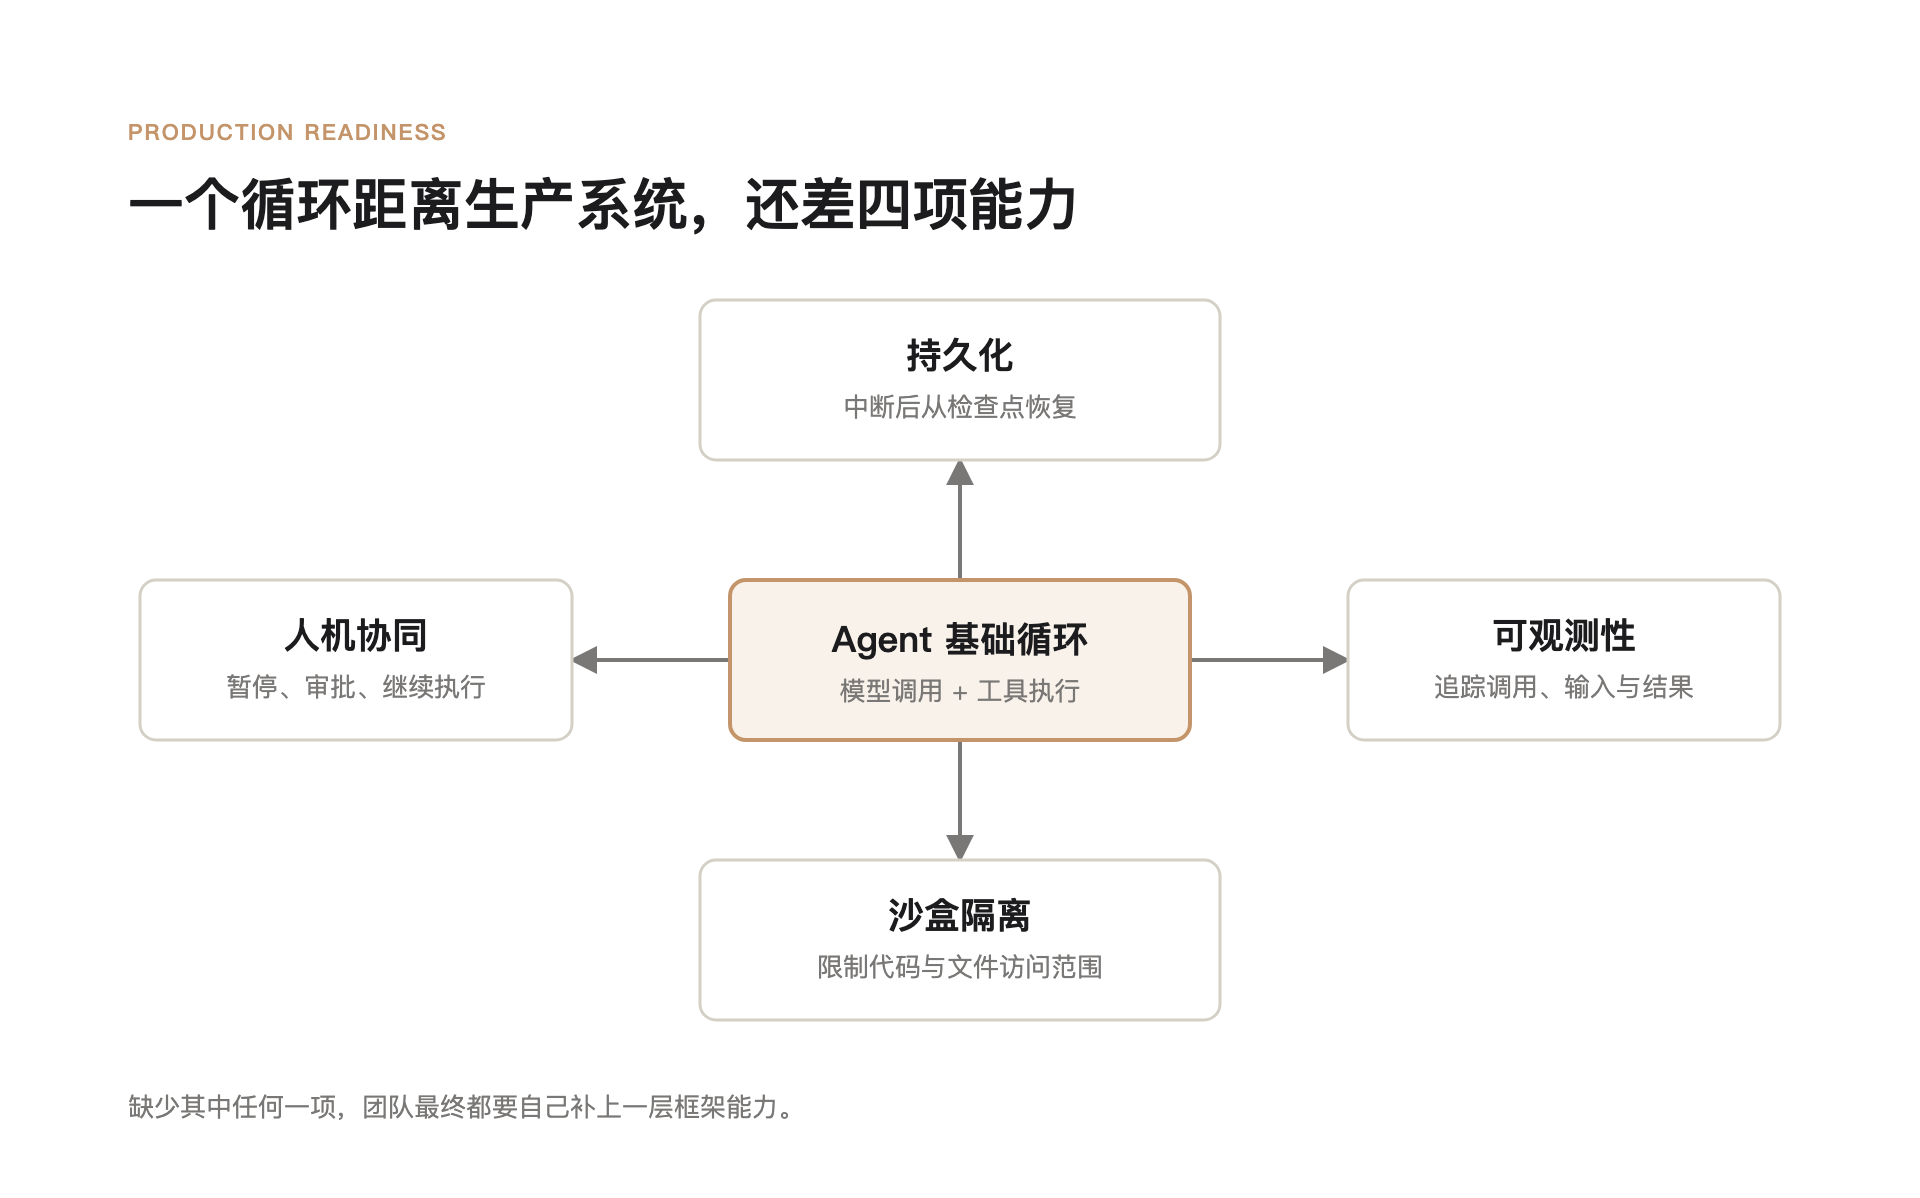 PRODUCTION READINESS
一个循环距离生产系统，还差四项能力
持久化
中断后从检查点恢复
人机协同
暂停、审批、继续执行
Agent 基础循环
模型调用 + 工具执行
可观测性
追踪调用、输入与结果
沙盒隔离
限制代码与文件访问范围
缺少其中任何一项，团队最终都要自己补上一层框架能力。